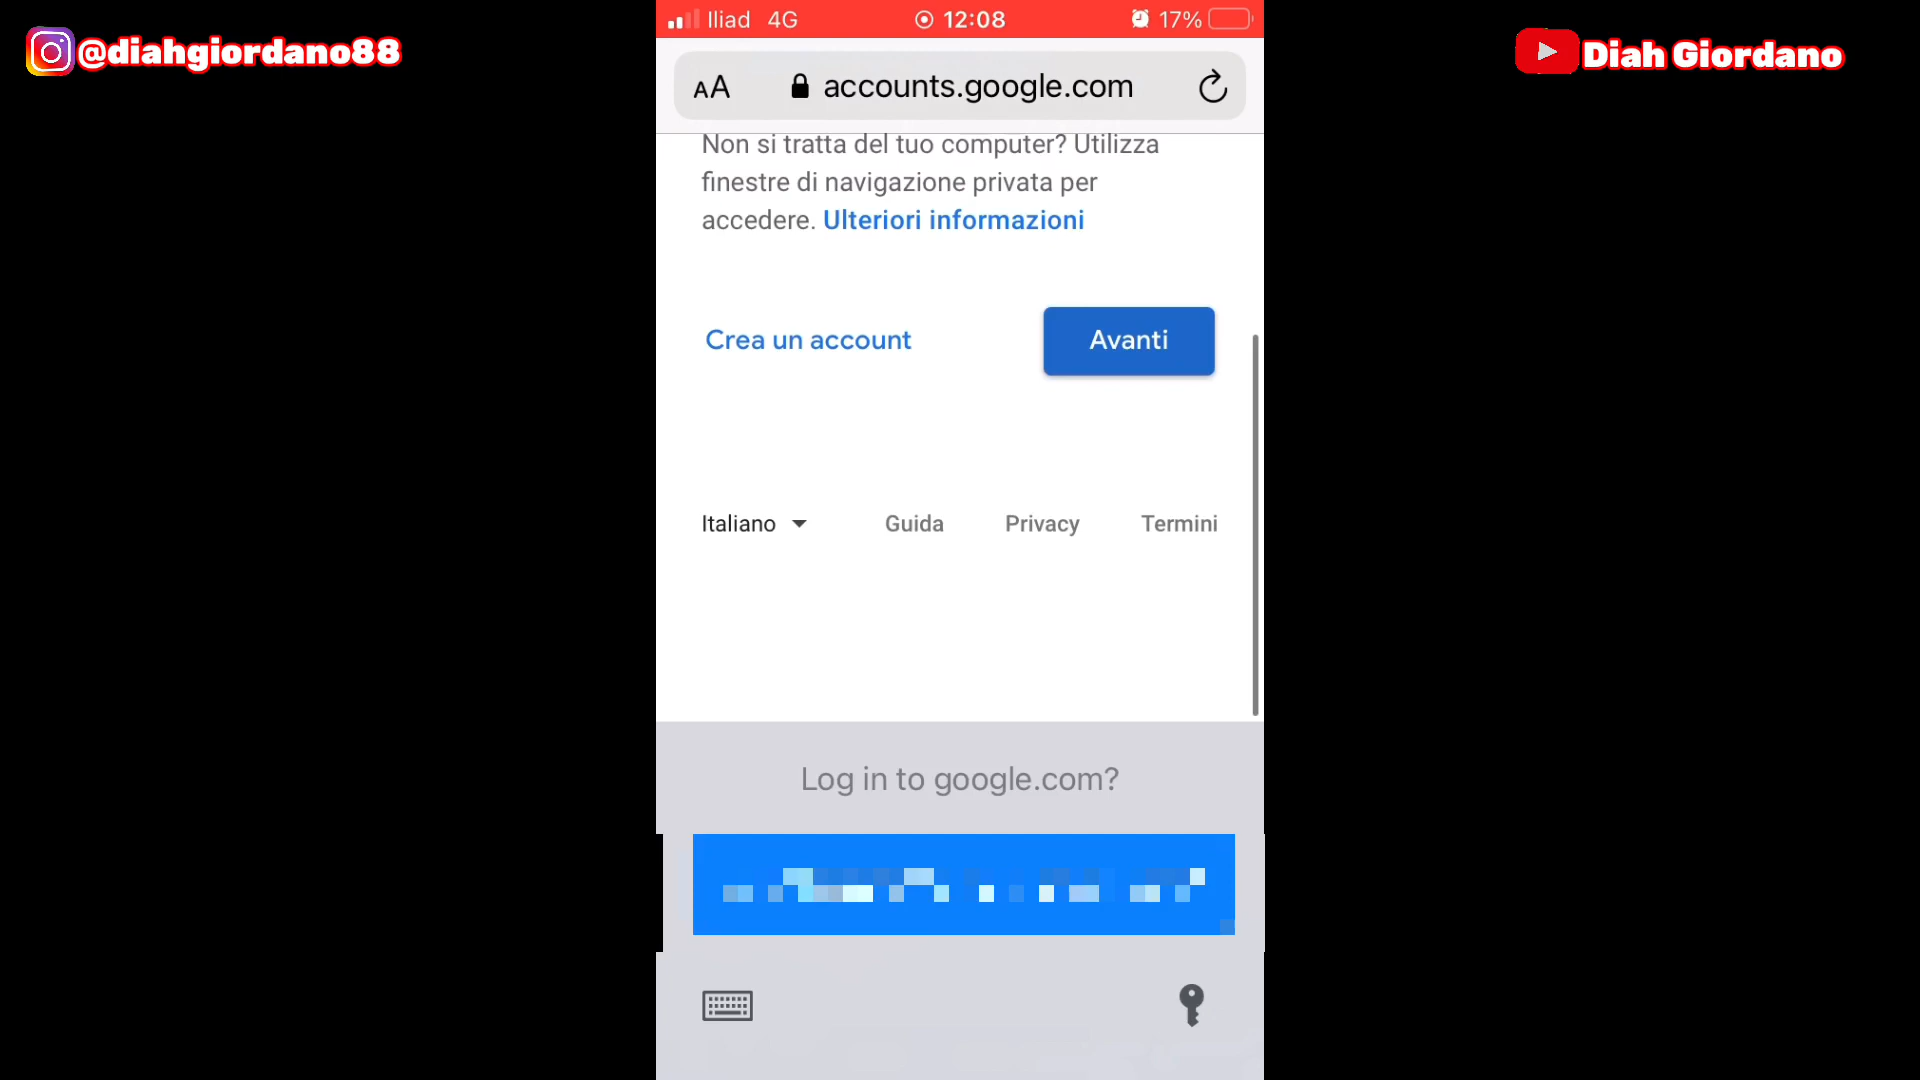 @diahgiordano88
Diah Giordano
Iliad 4G 12:08 17%
AA accounts.google.com
Non si tratta del tuo computer? Utilizza
finestre di navigazione privata per
accedere. Ulteriori informazioni
Crea un account Avanti
Italiano Guida Privacy Termini
Log in to google.com?